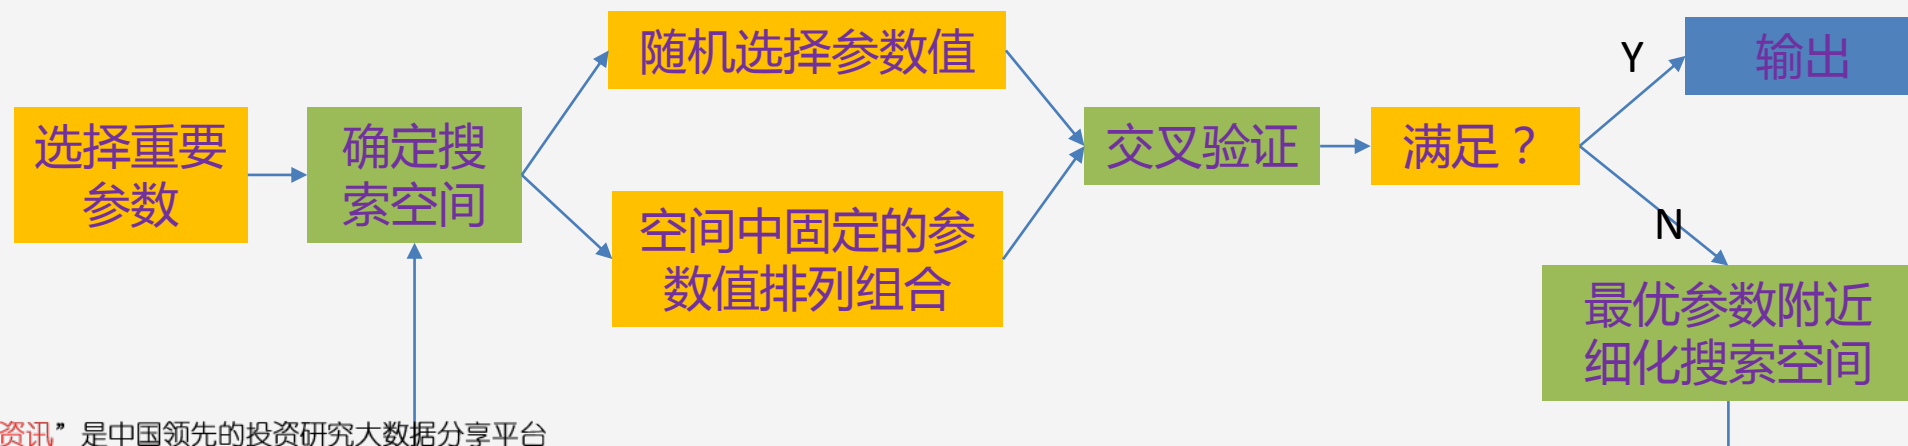 选择重要
参数
确定搜
索空间
随机选择参数值
空间中固定的参
数值排列组合
交叉验证
满足？
Y
输出
N
最优参数附近
细化搜索空间
资讯”是中国领先的投资研究大数据分享平台